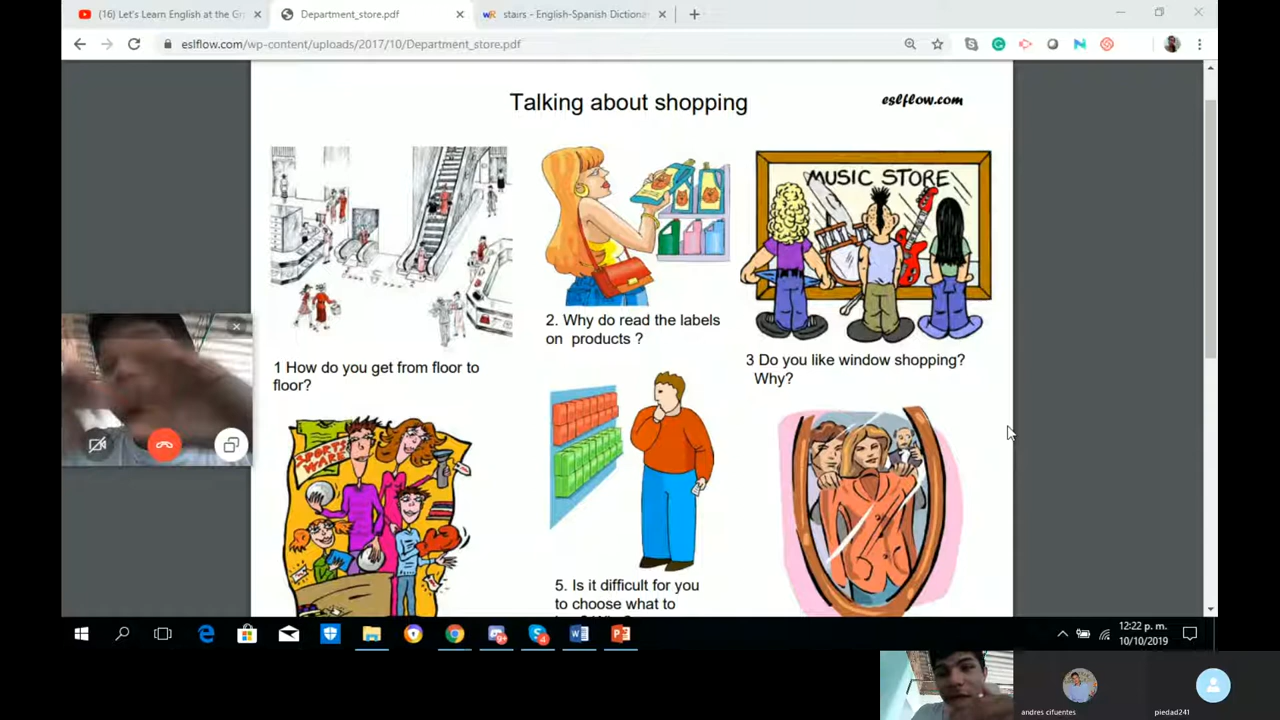 (16) Let's Learn English at the Gr
Department_store.pdf
stairs - English-Spanish Dictiona
eslflow.com/wp-content/uploads/2017/10/Department_store.pdf
Talking about shopping
eslflow.com
MUSIC STORE
2. Why do read the labels
on products ?
3 Do you like window shopping?
Why?
1 How do you get from floor to
floor?
SPORTS
WARE
5. Is it difficult for you
to choose what to
12:22 p. m.
10/10/2019
andres cifuentes
piedad241